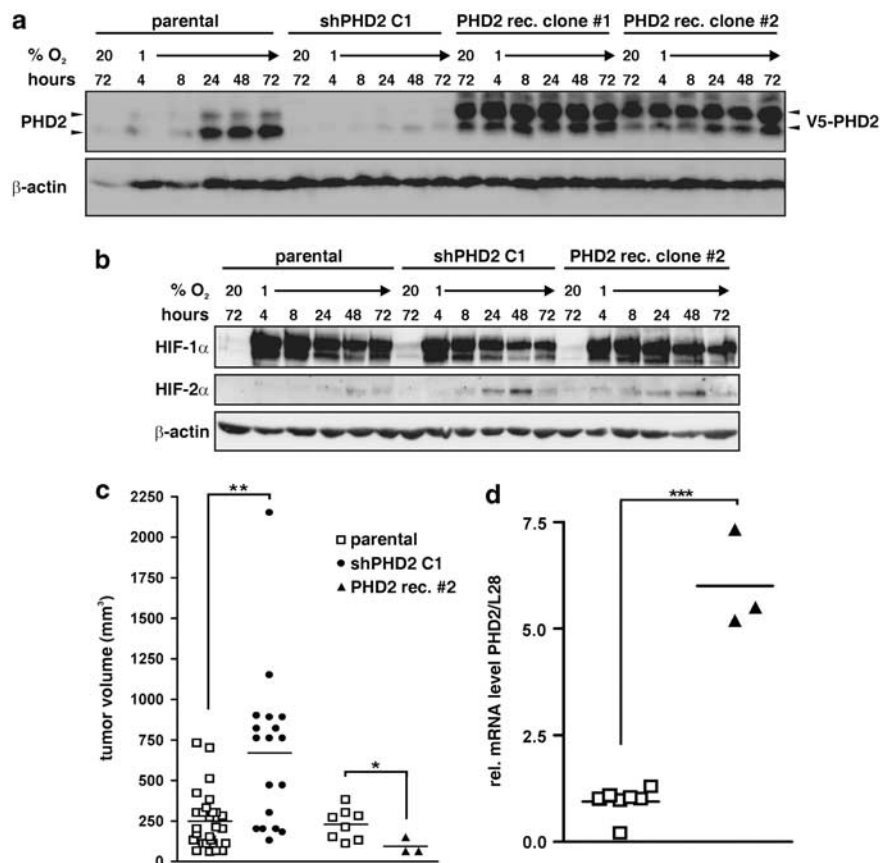 a
parental shPHD2 C1 PHD2 rec. clone #1 PHD2 rec. clone #2
% O2 20 1 20 1 20 1 20 1
hours 72 4 8 24 48 72 72 4 8 24 48 72 72 4 8 24 48 72 72 4 8 24 48 72
PHD2 V5-PHD2
β-actin
b
parental shPHD2 C1 PHD2 rec. clone #2
% O2 20 1 20 1 20 1
hours 72 4 8 24 48 72 72 4 8 24 48 72 72 4 8 24 48 72
HIF-1α
HIF-2α
β-actin
c
tumor volume (mm³)
2250
2000
1750
1500
1250
1000
750
500
250
0
**
parental
shPHD2 C1
PHD2 rec. #2
*
d
rel. mRNA level PHD2/L28
7.5
5.0
2.5
0.0
***